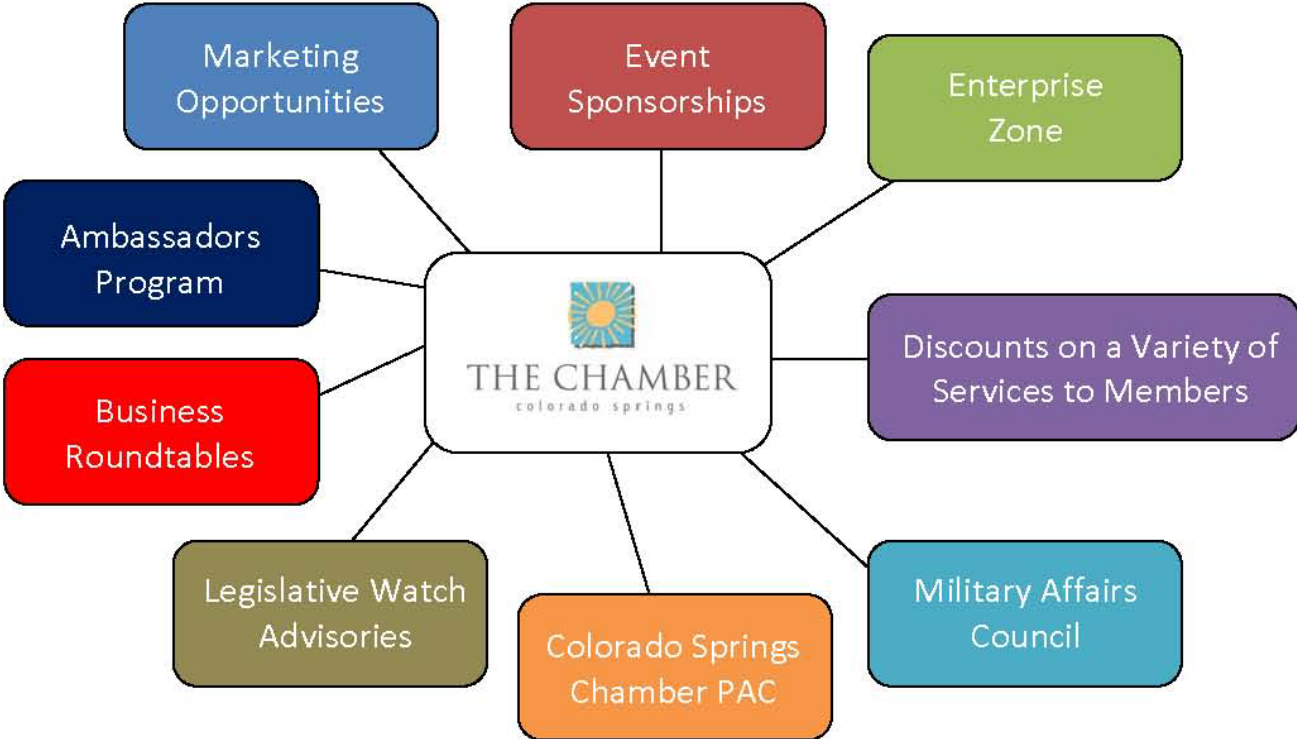 Marketing
Opportunities
Event
Sponsorships
Enterprise
Zone
Ambassadors
Program
THE CHAMBER
colorado springs
Discounts on a Variety of
Services to Members
Business
Roundtables
Legislative Watch
Advisories
Colorado Springs
Chamber PAC
Military Affairs
Council